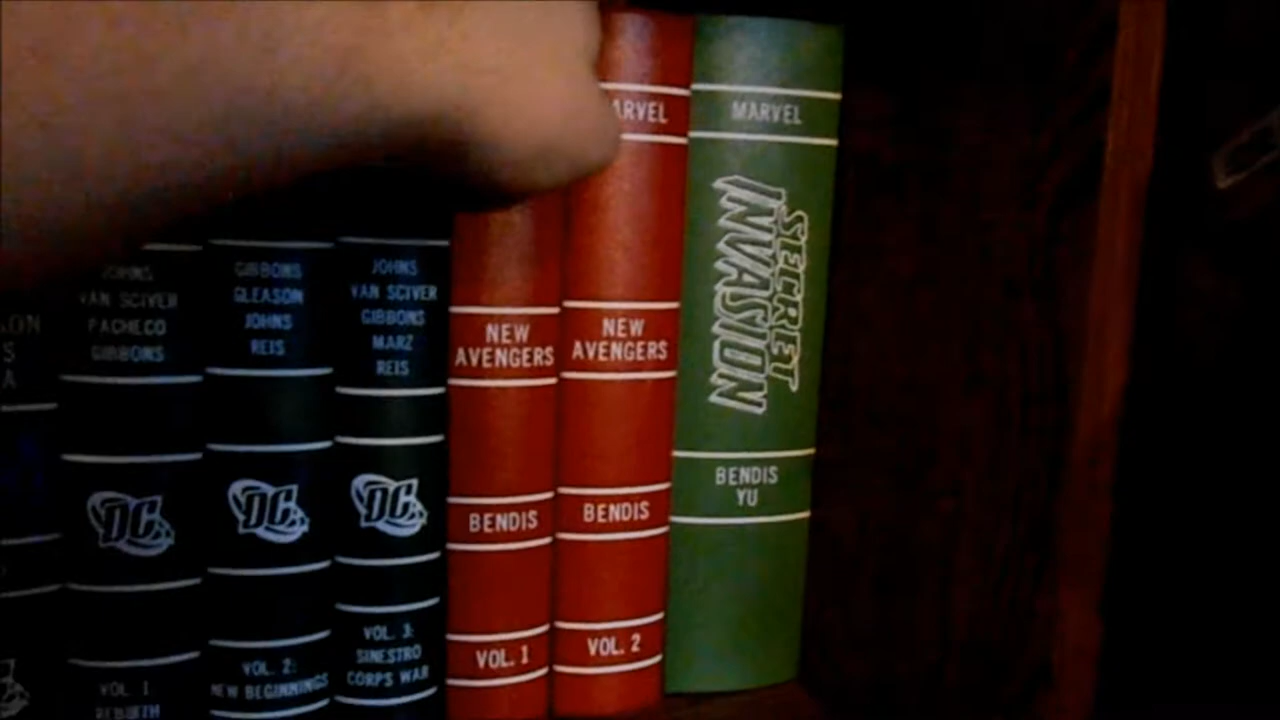 JOHNS
VAN SCIVER
PACHECO
GIBBONS
DC
VOL. 1
REBIRTH
GIBBONS
GLEASON
JOHNS
REIS
DC
VOL. 2:
NEW BEGINNINGS
JOHNS
VAN SCIVER
GIBBONS
MARZ
REIS
DC
VOL. 3:
SINESTRO
CORPS WAR
NEW
AVENGERS
BENDIS
VOL. 1
ARVEL
NEW
AVENGERS
BENDIS
VOL. 2
MARVEL
SECRET
INVASION
BENDIS
YU